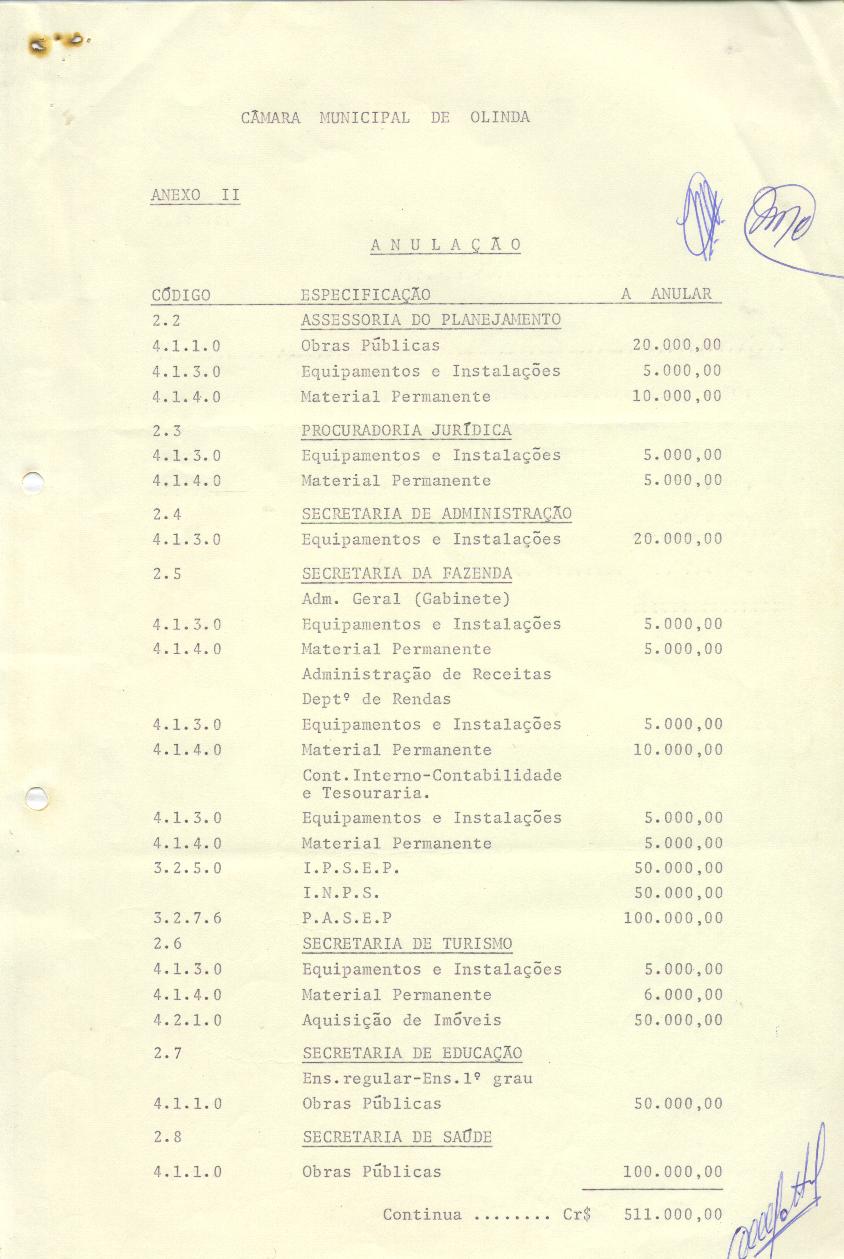 CÂMARA MUNICIPAL DE OLINDA
ANEXO II
A N U L A Ç Ã O
CÓDIGO ESPECIFICAÇÃO A ANULAR
2.2 ASSESSORIA DO PLANEJAMENTO
4.1.1.0 Obras Públicas 20.000,00
4.1.3.0 Equipamentos e Instalações 5.000,00
4.1.4.0 Material Permanente 10.000,00
2.3 PROCURADORIA JURÍDICA
4.1.3.0 Equipamentos e Instalações 5.000,00
4.1.4.0 Material Permanente 5.000,00
2.4 SECRETARIA DE ADMINISTRAÇÃO
4.1.3.0 Equipamentos e Instalações 20.000,00
2.5 SECRETARIA DA FAZENDA
Adm. Geral (Gabinete)
4.1.3.0 Equipamentos e Instalações 5.000,00
4.1.4.0 Material Permanente 5.000,00
Administração de Receitas
Deptº de Rendas
4.1.3.0 Equipamentos e Instalações 5.000,00
4.1.4.0 Material Permanente 10.000,00
Cont.Interno-Contabilidade
e Tesouraria.
4.1.3.0 Equipamentos e Instalações 5.000,00
4.1.4.0 Material Permanente 5.000,00
3.2.5.0 I.P.S.E.P. 50.000,00
I.N.P.S. 50.000,00
3.2.7.6 P.A.S.E.P 100.000,00
2.6 SECRETARIA DE TURISMO
4.1.3.0 Equipamentos e Instalações 5.000,00
4.1.4.0 Material Permanente 6.000,00
4.2.1.0 Aquisição de Imóveis 50.000,00
2.7 SECRETARIA DE EDUCAÇÃO
Ens.regular-Ens.1º grau
4.1.1.0 Obras Públicas 50.000,00
2.8 SECRETARIA DE SAÚDE
4.1.1.0 Obras Públicas 100.000,00
Continua ........ Cr$ 511.000,00